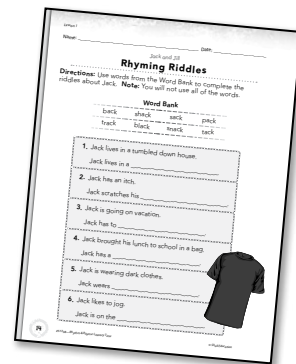 Name: Date:
Jack and Jill
Rhyming Riddles
Directions: Use words from the Word Bank to complete the
riddles about Jack. Note: You will not use all of the words.
Word Bank
back shack sack pack
track black snack tack
1. Jack lives in a tumbled down house.
Jack lives in a
2. Jack has an itch.
Jack scratches his
3. Jack is going on vacation.
Jack has to
4. Jack brought his lunch to school in a bag.
Jack has a
5. Jack is wearing dark clothes.
Jack wears
6. Jack likes to jog.
Jack is on the
74